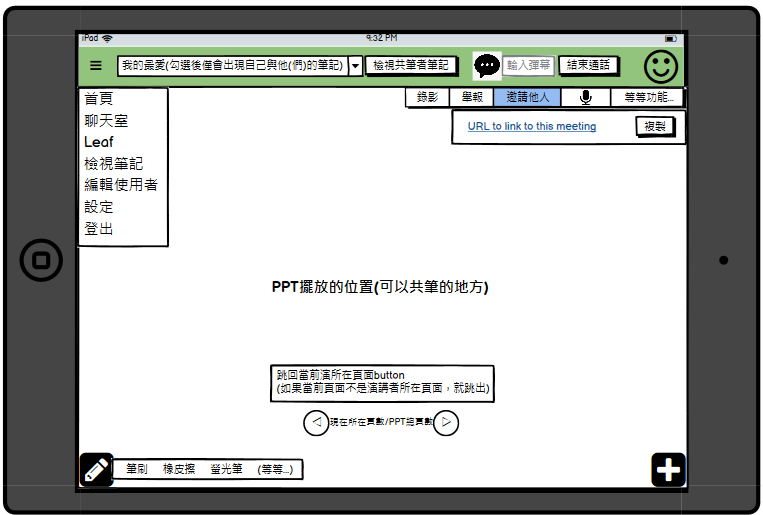 iPad
9:32 PM
我的最愛(勾選後僅會出現自己與他(們)的筆記)
檢視共筆者筆記
輸入彈幕
結束通話
首頁
聊天室
Leaf
檢視筆記
編輯使用者
設定
登出
錄影
舉報
邀請他人
等等功能...
URL to link to this meeting
複製
PPT擺放的位置(可以共筆的地方)
跳回當前演所在頁面button
(如果當前頁面不是演講者所在頁面，就跳出)
現在所在頁數/PPT總頁數
筆刷
橡皮擦
螢光筆
(等等...)